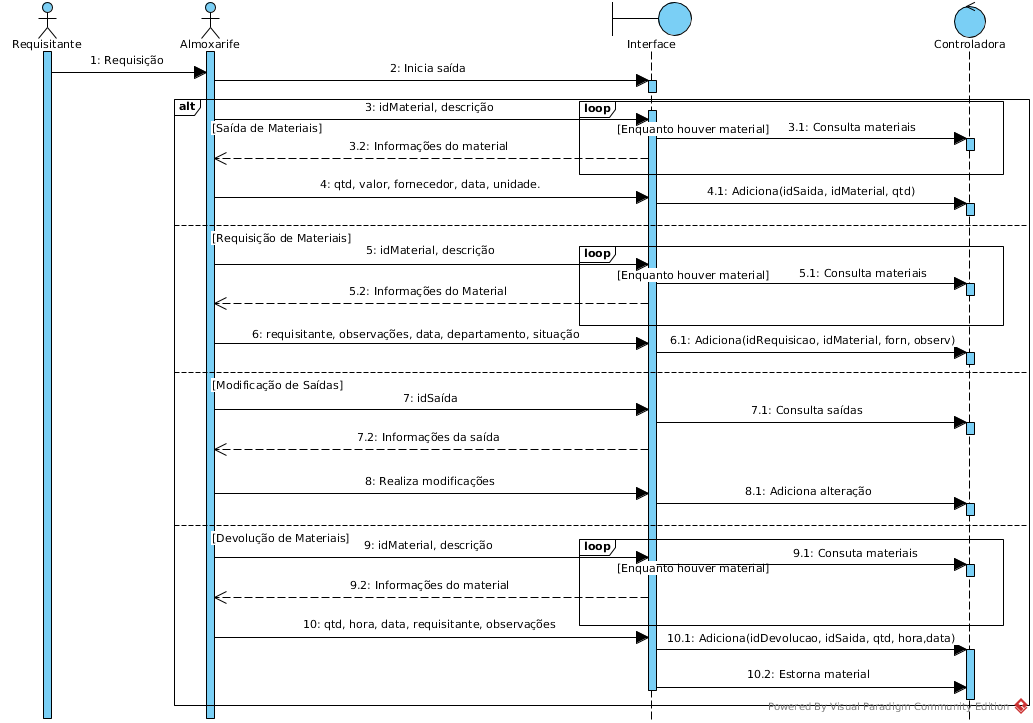 Requisitante
Almoxarife
Interface
Controladora
1: Requisição
2: Inicia saída
alt
3: idMaterial, descrição
loop
[Saída de Materiais]
[Enquanto houver material]
3.1: Consulta materiais
3.2: Informações do material
4: qtd, valor, fornecedor, data, unidade.
4.1: Adiciona(idSaida, idMaterial, qtd)
[Requisição de Materiais]
5: idMaterial, descrição
loop
[Enquanto houver material]
5.1: Consulta materiais
5.2: Informações do Material
6: requisitante, observações, data, departamento, situação
6.1: Adiciona(idRequisicao, idMaterial, forn, observ)
[Modificação de Saídas]
7: idSaída
7.1: Consulta saídas
7.2: Informações da saída
8: Realiza modificações
8.1: Adiciona alteração
[Devolução de Materiais]
9: idMaterial, descrição
loop
9.1: Consuta materiais
[Enquanto houver material]
9.2: Informações do material
10: qtd, hora, data, requisitante, observações
10.1: Adiciona(idDevolucao, idSaida, qtd, hora,data)
10.2: Estorna material
Powered By Visual Paradigm Community Edition